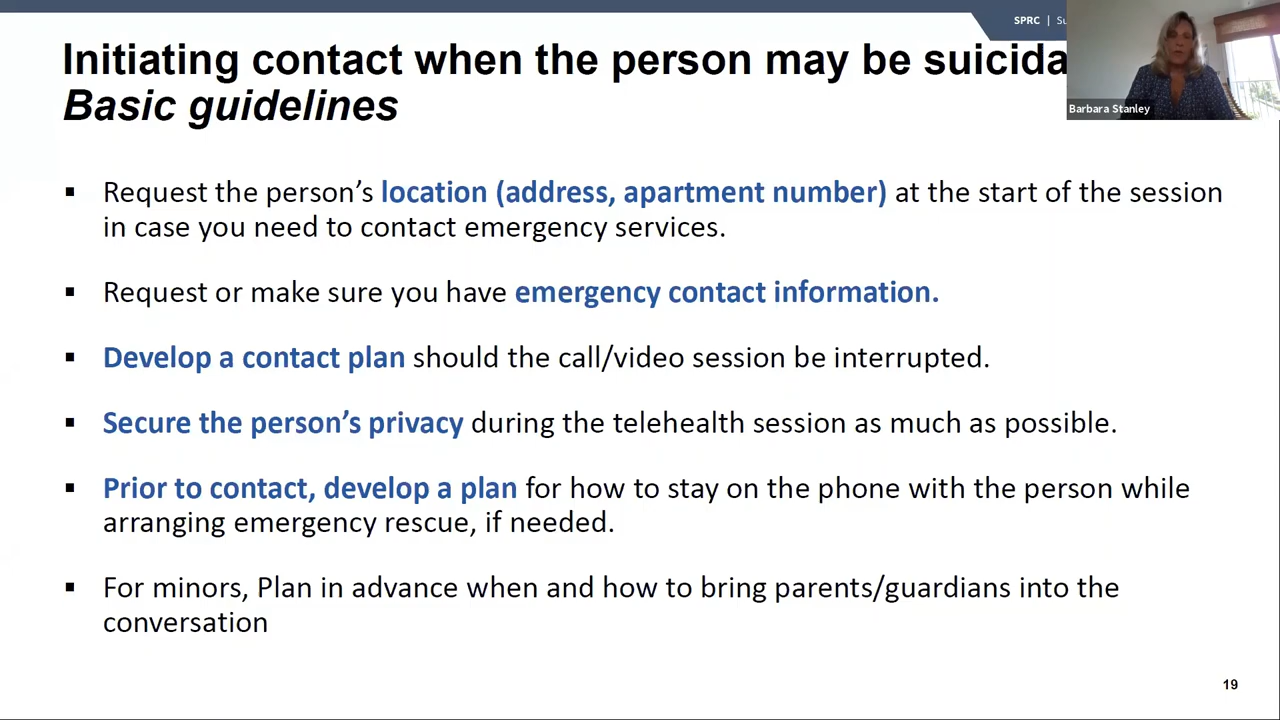 SPRC |
Initiating contact when the person may be
Basic guidelines
Barbara Stanley
▪ Request the person’s location (address, apartment number) at the start of the session
in case you need to contact emergency services.
▪ Request or make sure you have emergency contact information.
▪ Develop a contact plan should the call/video session be interrupted.
▪ Secure the person’s privacy during the telehealth session as much as possible.
▪ Prior to contact, develop a plan for how to stay on the phone with the person while
arranging emergency rescue, if needed.
▪ For minors, Plan in advance when and how to bring parents/guardians into the
conversation
19